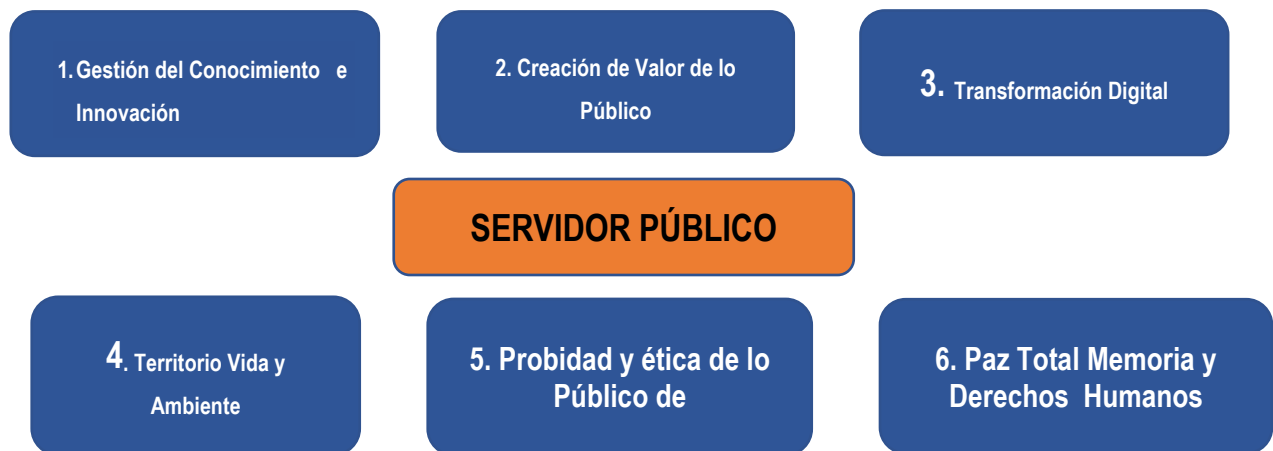 1. Gestión del Conocimiento e
Innovación
2. Creación de Valor de lo
Público
3. Transformación Digital
SERVIDOR PÚBLICO
4. Territorio Vida y
Ambiente
5. Probidad y ética de lo
Público de
6. Paz Total Memoria y
Derechos Humanos